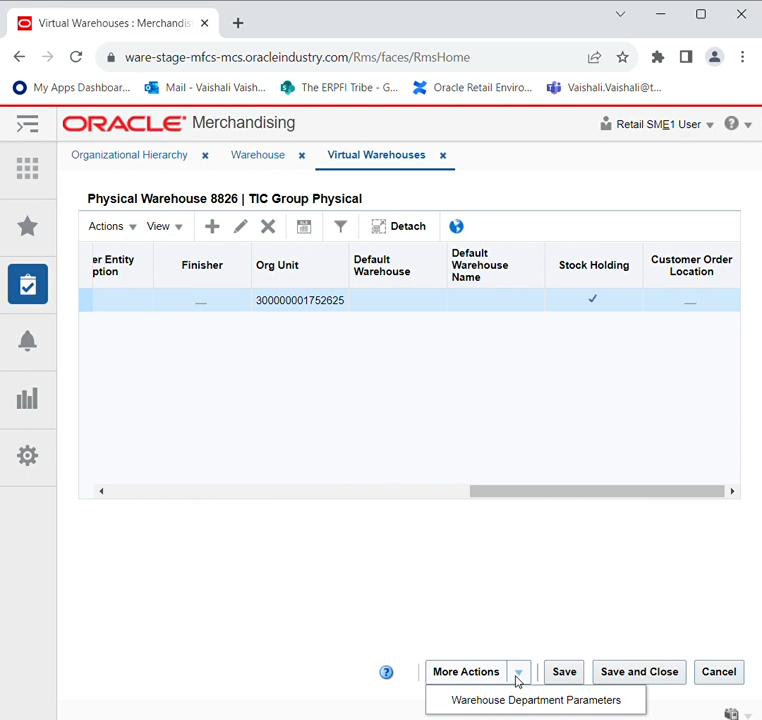 Virtual Warehouses : Merchandis
ware-stage-mfcs-mcs.oracleindustry.com/Rms/faces/RmsHome
My Apps Dashboar... Mail - Vaishali Vaish... The ERPFI Tribe - G... Oracle Retail Enviro... Vaishali.Vaishali@t...
ORACLE Merchandising Retail SME1 User
Organizational Hierarchy Warehouse Virtual Warehouses
Physical Warehouse 8826 | TIC Group Physical
Actions View Detach
er Entity ption Finisher Org Unit Default Warehouse Default Warehouse Name Stock Holding Customer Order Location
300000001752625
More Actions Save Save and Close Cancel
Warehouse Department Parameters